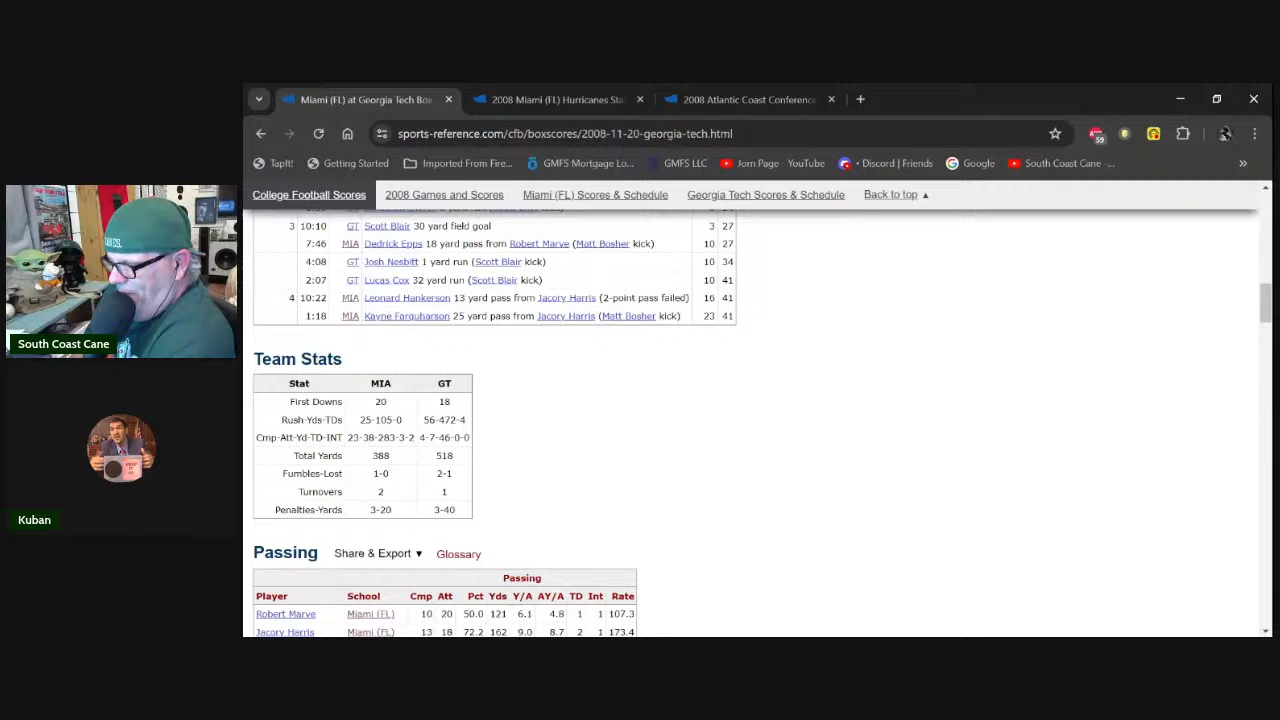 Miami (FL) at Georgia Tech Box
2008 Miami (FL) Hurricanes Sta
2008 Atlantic Coast Conference
sports-reference.com/cfb/boxscores/2008-11-20-georgia-tech.html
59
TapIt!
Getting Started
Imported From Fire...
GMFS Mortgage Lo...
GMFS LLC
Jorn Page - YouTube
• Discord | Friends
Google
South Coast Cane -...
»
College Football Scores
2008 Games and Scores
Miami (FL) Scores & Schedule
Georgia Tech Scores & Schedule
Back to top ▲
3 10:10 GT Scott Blair 30 yard field goal 3 27
7:46 MIA Dedrick Epps 18 yard pass from Robert Marve (Matt Bosher kick) 10 27
4:08 GT Josh Nesbitt 1 yard run (Scott Blair kick) 10 34
2:07 GT Lucas Cox 32 yard run (Scott Blair kick) 10 41
4 10:22 MIA Leonard Hankerson 13 yard pass from Jacory Harris (2-point pass failed) 16 41
1:18 MIA Kayne Farquharson 25 yard pass from Jacory Harris (Matt Bosher kick) 23 41
Team Stats
Stat MIA GT
First Downs 20 18
Rush-Yds-TDs 25-105-0 56-472-4
Cmp-Att-Yd-TD-INT 23-38-283-3-2 4-7-46-0-0
Total Yards 388 518
Fumbles-Lost 1-0 2-1
Turnovers 2 1
Penalties-Yards 3-20 3-40
Passing Share & Export ▼ Glossary
Passing
Player School Cmp Att Pct Yds Y/A AY/A TD Int Rate
Robert Marve Miami (FL) 10 20 50.0 121 6.1 4.8 1 1 107.3
Jacory Harris Miami (FL) 13 18 72.2 162 9.0 8.7 2 1 173.4
South Coast Cane
Kuban